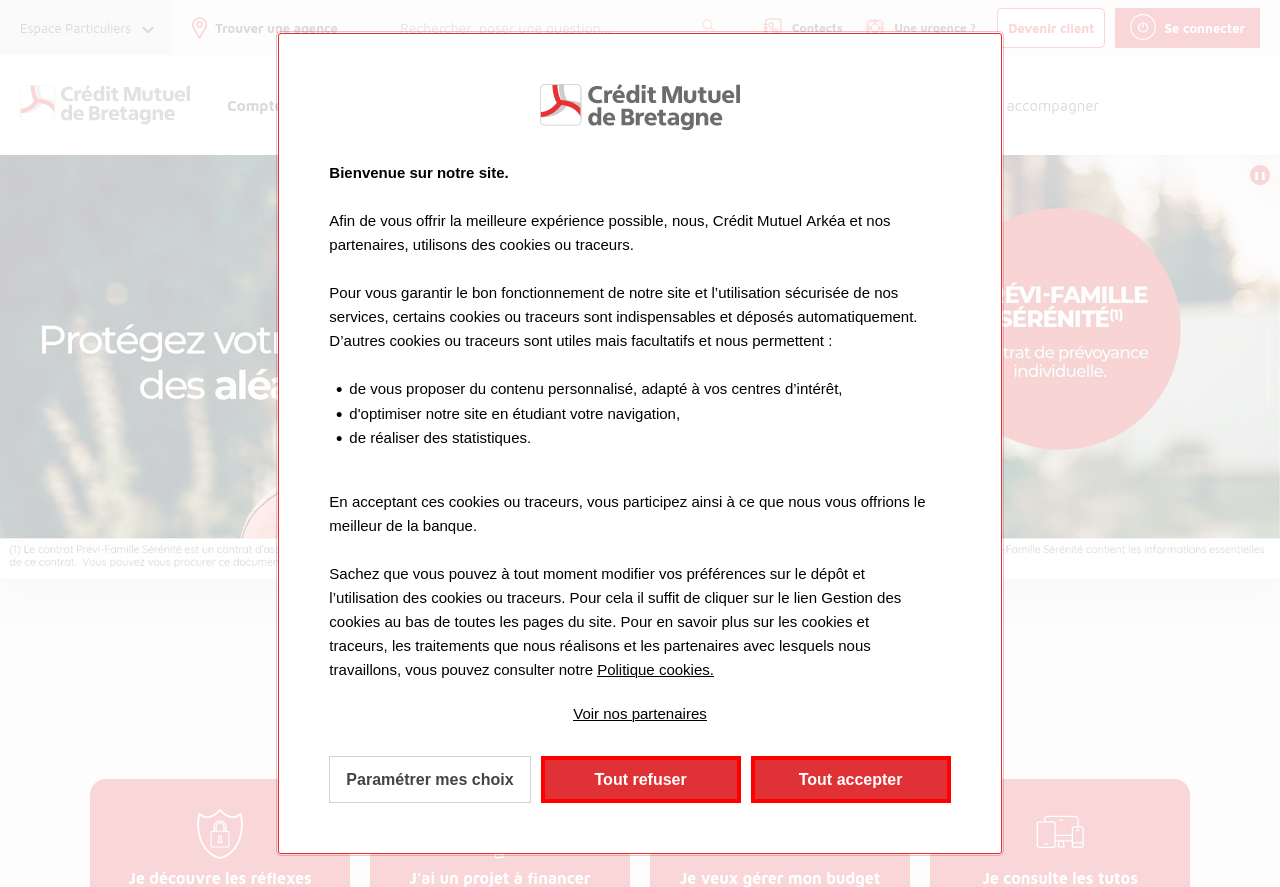 Espace Particuliers
Trouver une agence
Rechercher, poser une question...
Contacts
Une urgence ?
Devenir client
Se connecter
Crédit Mutuel
de Bretagne
Compte
accompagner
Protégez vot
des aléa
RÉVI-FAMILLE
SÉRÉNITÉ(1)
trat de prévoyance
individuelle.
(1) Le contrat Prévi-Famille Sérénité est un contrat d'as
-Famille Sérénité contient les informations essentielles
de ce contrat. Vous pouvez vous procurer ce documen
Crédit Mutuel
de Bretagne
Bienvenue sur notre site.
Afin de vous offrir la meilleure expérience possible, nous, Crédit Mutuel Arkéa et nos
partenaires, utilisons des cookies ou traceurs.
Pour vous garantir le bon fonctionnement de notre site et l’utilisation sécurisée de nos
services, certains cookies ou traceurs sont indispensables et déposés automatiquement.
D’autres cookies ou traceurs sont utiles mais facultatifs et nous permettent :
• de vous proposer du contenu personnalisé, adapté à vos centres d’intérêt,
• d'optimiser notre site en étudiant votre navigation,
• de réaliser des statistiques.
En acceptant ces cookies ou traceurs, vous participez ainsi à ce que nous vous offrions le
meilleur de la banque.
Sachez que vous pouvez à tout moment modifier vos préférences sur le dépôt et
l’utilisation des cookies ou traceurs. Pour cela il suffit de cliquer sur le lien Gestion des
cookies au bas de toutes les pages du site. Pour en savoir plus sur les cookies et
traceurs, les traitements que nous réalisons et les partenaires avec lesquels nous
travaillons, vous pouvez consulter notre Politique cookies.
Voir nos partenaires
Paramétrer mes choix
Tout refuser
Tout accepter
Je découvre les réflexes
J'ai un projet à financer
Je veux gérer mon budget
Je consulte les tutos